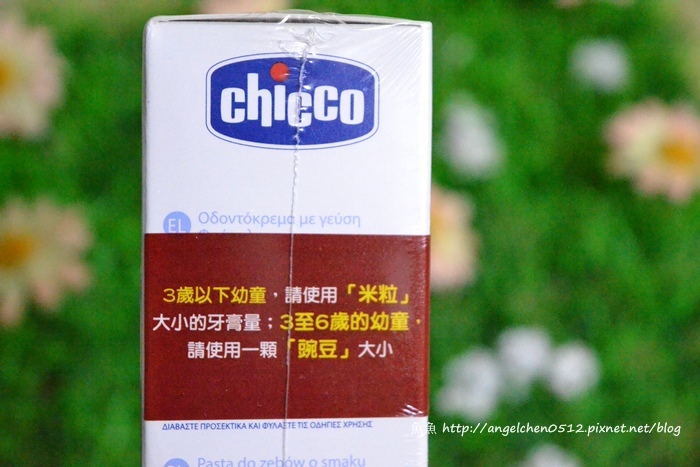 chicco
EL Οδοντόκρεμα με γεύση
3歲以下幼童，請使用「米粒」
大小的牙膏量；3至6歲的幼童，
請使用一顆「豌豆」大小
ΔΙΑΒΑΣΤΕ ΠΡΟΣΕΚΤΙΚΑ ΚΑΙ ΦΥΛΑΞΤΕ ΤΙΣ ΟΔΗΓΙΕΣ ΧΡΗΣΗΣ
魚 http://angelchen0512.pixnet.net/blog
Pasta do zębów o smaku